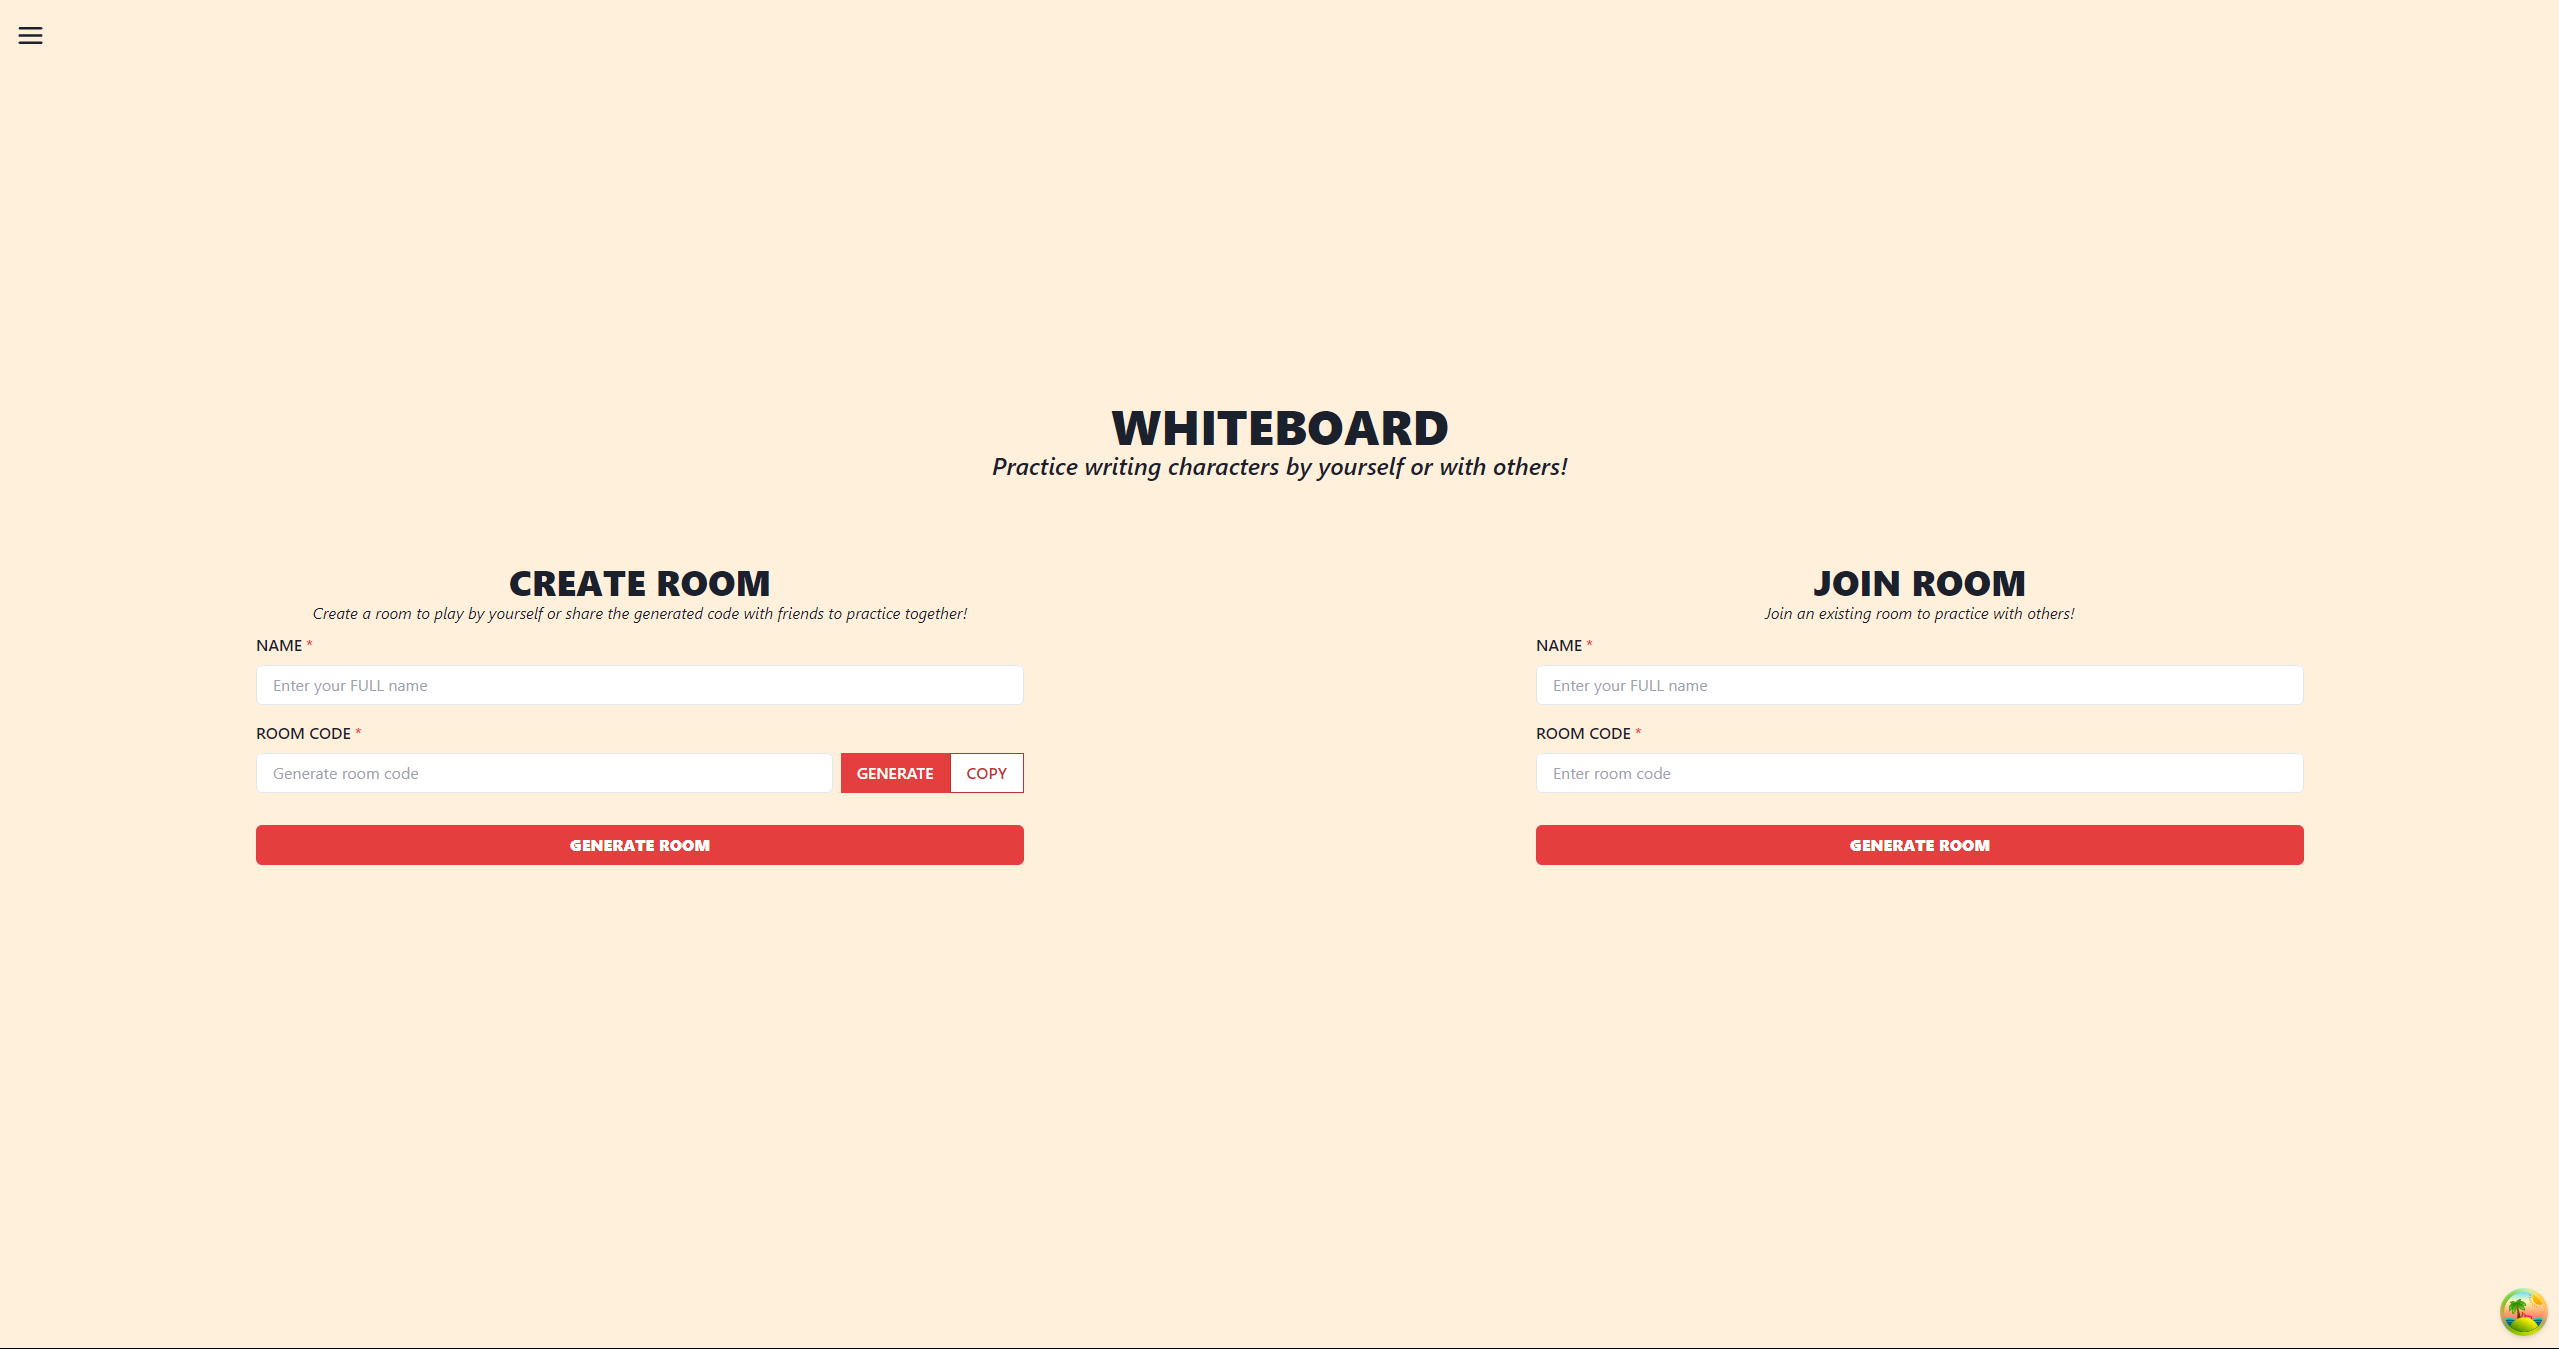 WHITEBOARD
Practice writing characters by yourself or with others!
CREATE ROOM
Create a room to play by yourself or share the generated code with friends to practice together!
NAME *
Enter your FULL name
ROOM CODE *
Generate room code
GENERATE
COPY
GENERATE ROOM
JOIN ROOM
Join an existing room to practice with others!
NAME *
Enter your FULL name
ROOM CODE *
Enter room code
GENERATE ROOM